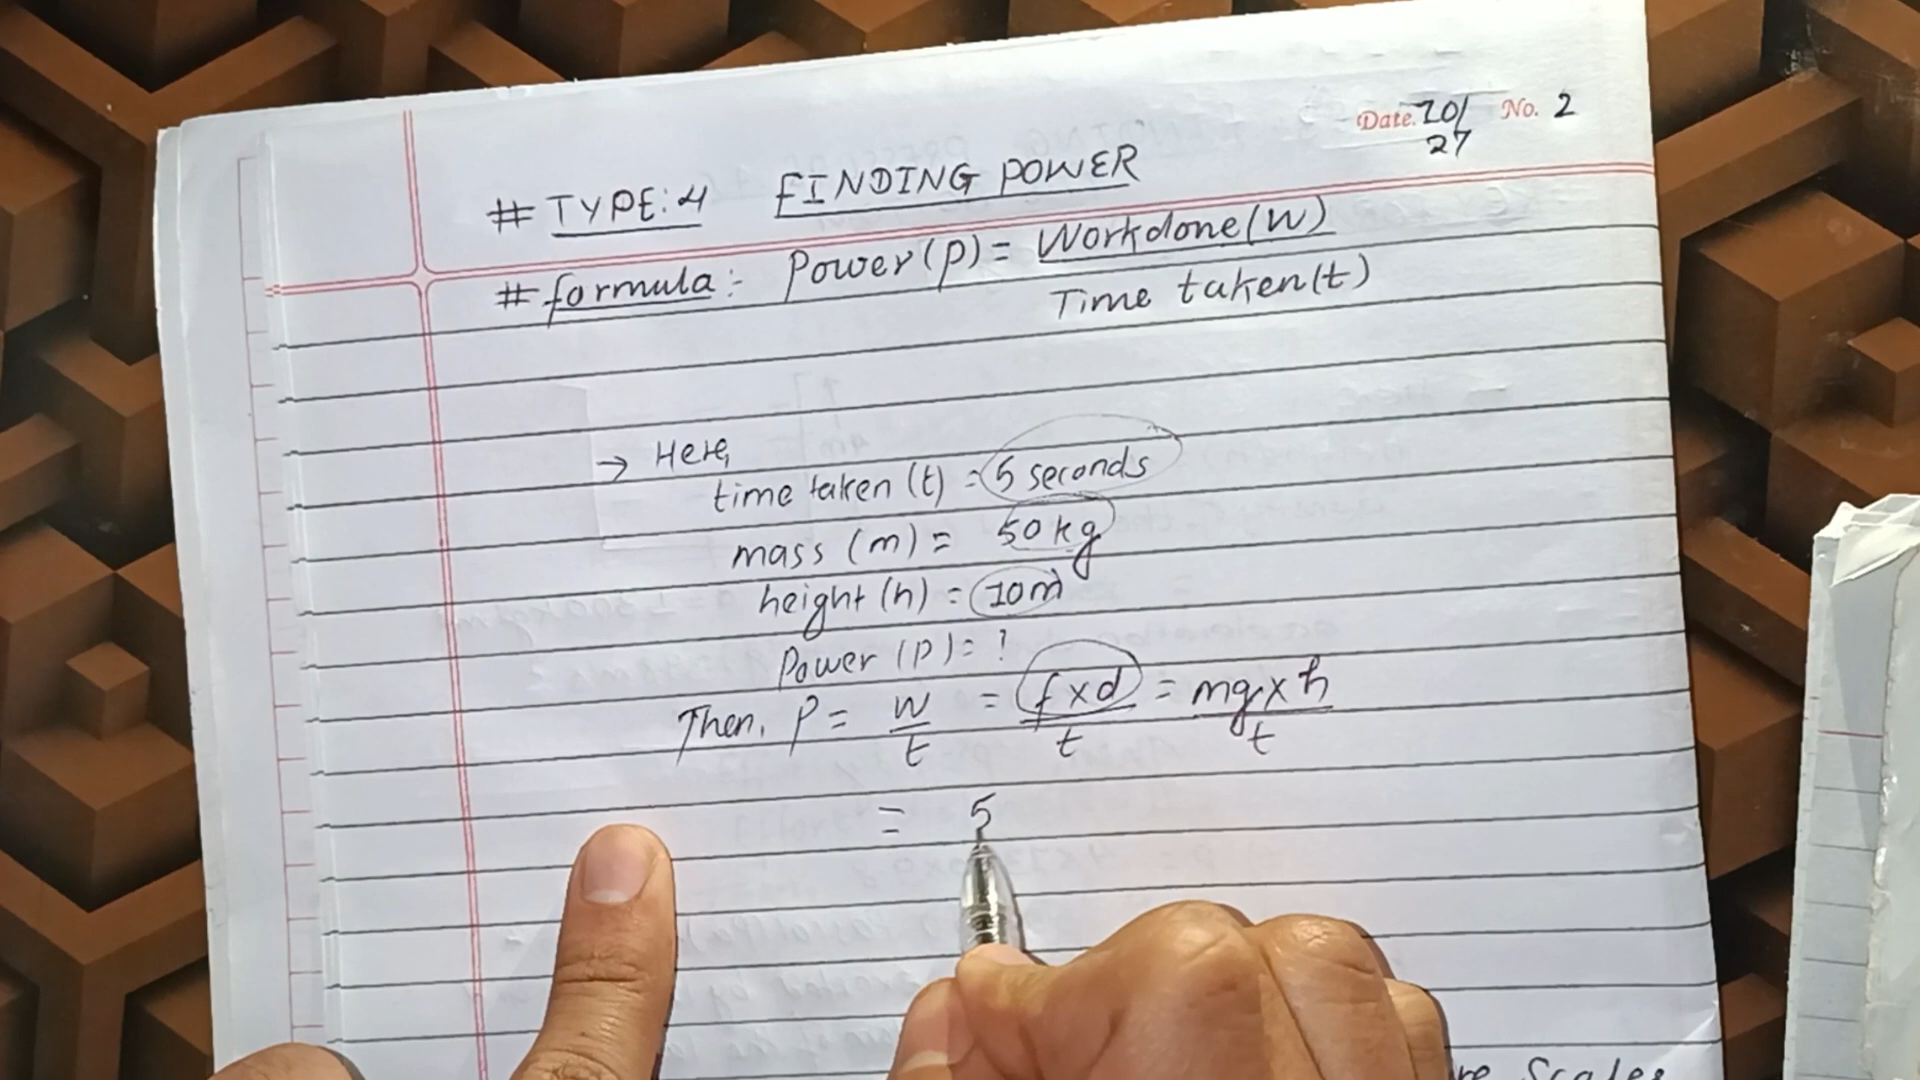 Date. 20/ No. 2
27
# TYPE: 4 FINDING POWER
# formula:- Power (p) = Workdone (W)
Time taken (t)
→ Here,
time taken (t) = 5 seconds
mass (m) = 50 kg
height (h) = 10m
Power (p) = ?
Then, P = W/t = f x d/t = mg x h/t
= 5
Scales